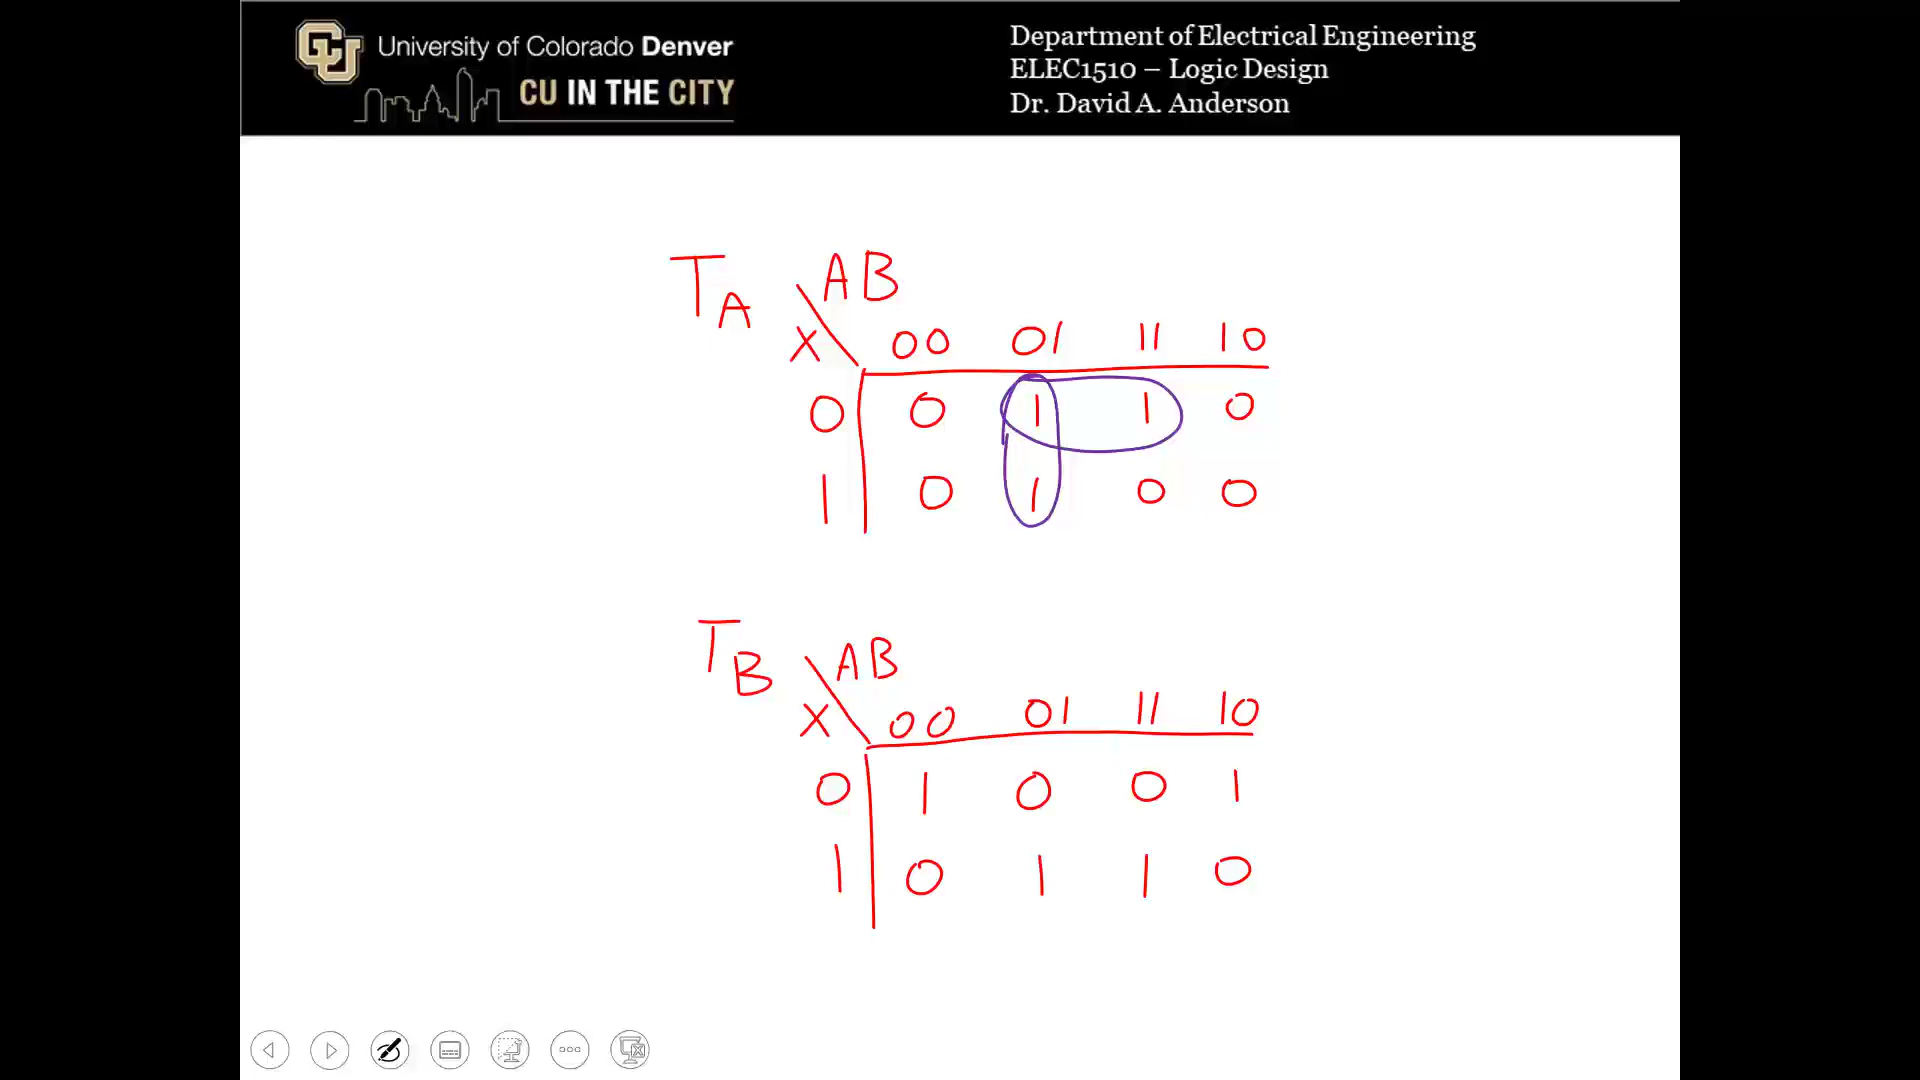 University of Colorado Denver
CU IN THE CITY
Department of Electrical Engineering
ELEC1510 – Logic Design
Dr. David A. Anderson
T_A AB
X 00 01 11 10
0 0 1 1 0
1 0 1 0 0
T_B AB
X 00 01 11 10
0 1 0 0 1
1 0 1 1 0